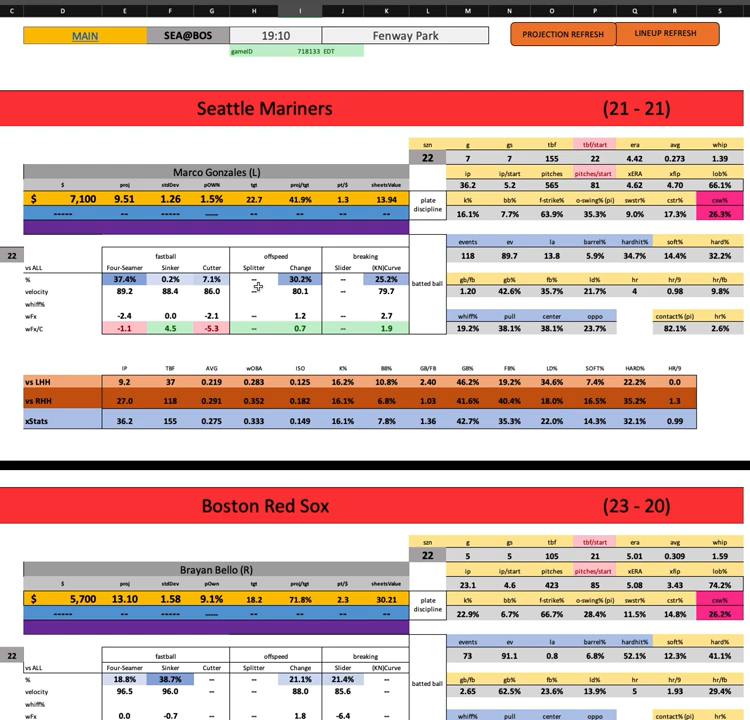 C D E F G H I J K L M N O P Q R S
MAIN SEA@BOS 19:10 Fenway Park PROJECTION REFRESH LINEUP REFRESH
gameID 718133 EDT
Seattle Mariners (21 - 21)
szn g gs tbf tbf/start era avg whip
22 7 7 155 22 4.42 0.273 1.39
Marco Gonzales (L) ip ip/start pitches pitches/start xERA xfip lob%
$ proj stdDev pOWN tgt proj/tgt pt/$ sheetsValue 36.2 5.2 565 81 4.62 4.70 66.1%
$ 7,100 9.51 1.26 1.5% 22.7 41.9% 1.3 13.94 plate discipline k% bb% f-strike% o-swing% (pi) swstr% cstr% csw%
----- -- ---- ----- -- --- -- --- 16.1% 7.7% 63.9% 35.3% 9.0% 17.3% 26.3%
events ev la barrel% hardhit% soft% hard%
22 fastball offspeed breaking 118 89.7 13.8 5.9% 34.7% 14.4% 32.2%
vs ALL Four-Seamer Sinker Cutter Splitter Change Slider (KN)Curve
% 37.4% 0.2% 7.1% -- 30.2% -- 25.2% batted ball gb/fb gb% fb% ld% hr hr/9 hr/fb
velocity 89.2 88.4 86.0 -- 80.1 -- 79.7 1.20 42.6% 35.7% 21.7% 4 0.98 9.8%
whiff%
wFx -2.4 0.0 -2.1 -- 1.2 -- 2.7 whiff% pull center oppo contact% (pi) hr%
wFx/C -1.1 4.5 -5.3 -- 0.7 -- 1.9 19.2% 38.1% 38.1% 23.7% 82.1% 2.6%
IP TBF AVG wOBA ISO K% BB% GB/FB GB% FB% LD% SOFT% HARD% HR/9
vs LHH 9.2 37 0.219 0.283 0.125 16.2% 10.8% 2.40 46.2% 19.2% 34.6% 7.4% 22.2% 0.0
vs RHH 27.0 118 0.291 0.352 0.182 16.1% 6.8% 1.03 41.6% 40.4% 18.0% 16.5% 35.2% 1.3
xStats 36.2 155 0.275 0.333 0.149 16.1% 7.8% 1.36 42.7% 35.3% 22.0% 14.3% 32.1% 0.99
Boston Red Sox (23 - 20)
szn g gs tbf tbf/start era avg whip
22 5 5 105 21 5.01 0.309 1.59
Brayan Bello (R) ip ip/start pitches pitches/start xERA xfip lob%
$ proj stdDev pOwn tgt proj/tgt pt/$ sheetsValue 23.1 4.6 423 85 5.08 3.43 74.2%
$ 5,700 13.10 1.58 9.1% 18.2 71.8% 2.3 30.21 plate discipline k% bb% f-strike% o-swing% (pi) swstr% cstr% csw%
----- -- ---- ----- -- --- -- --- 22.9% 6.7% 66.7% 28.4% 11.5% 14.8% 26.2%
events ev la barrel% hardhit% soft% hard%
22 fastball offspeed breaking 73 91.1 0.8 6.8% 52.1% 12.3% 41.1%
vs ALL Four-Seamer Sinker Cutter Splitter Change Slider (KN)Curve
% 18.8% 38.7% -- -- 21.1% 21.4% -- batted ball gb/fb gb% fb% ld% hr hr/9 hr/fb
velocity 96.5 96.0 -- -- 88.0 85.6 -- 2.65 62.5% 23.6% 13.9% 5 1.93 29.4%
whiff%
wFx 0.0 -0.7 -- -- 1.8 -6.4 -- whiff% pull center oppo contact% (pi) hr%